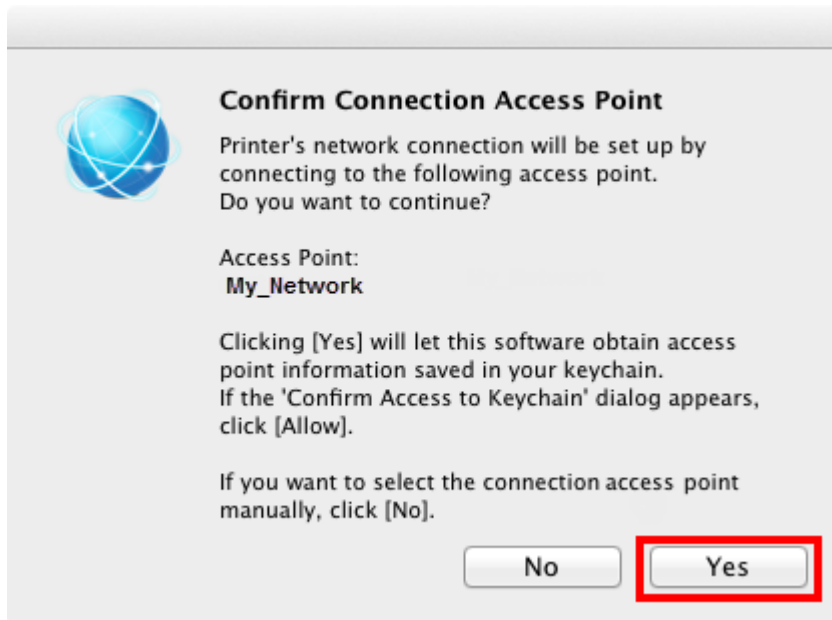 Confirm Connection Access Point
Printer's network connection will be set up by
connecting to the following access point.
Do you want to continue?
Access Point:
My_Network
Clicking [Yes] will let this software obtain access
point information saved in your keychain.
If the 'Confirm Access to Keychain' dialog appears,
click [Allow].
If you want to select the connection access point
manually, click [No].
No Yes